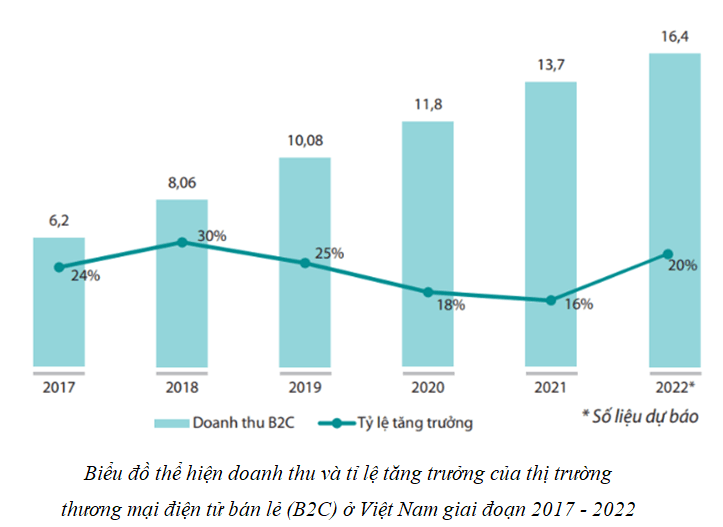 16,4
13,7
11,8
10,08
8,06
6,2
30%
25%
24%
20%
18%
16%
2017 2018 2019 2020 2021 2022*
Doanh thu B2C Tỷ lệ tăng trưởng
* Số liệu dự báo
Biểu đồ thể hiện doanh thu và tỉ lệ tăng trưởng của thị trường
thương mại điện tử bán lẻ (B2C) ở Việt Nam giai đoạn 2017 - 2022